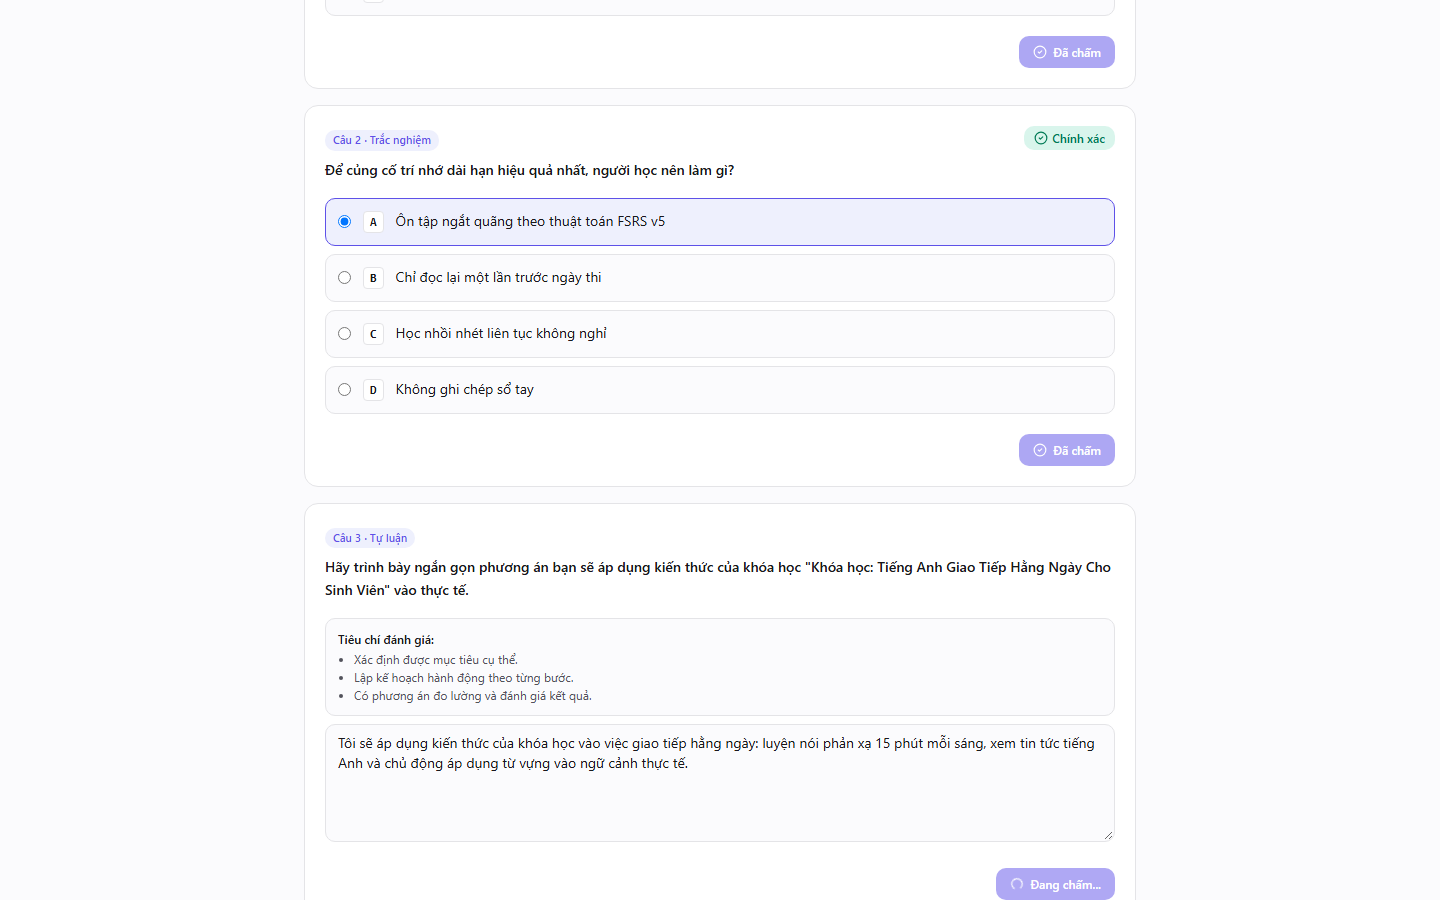 Đã chấm
Câu 2 · Trắc nghiệm
Chính xác
Để củng cố trí nhớ dài hạn hiệu quả nhất, người học nên làm gì?
A Ôn tập ngắt quãng theo thuật toán FSRS v5
B Chỉ đọc lại một lần trước ngày thi
C Học nhồi nhét liên tục không nghỉ
D Không ghi chép sổ tay
Đã chấm
Câu 3 · Tự luận
Hãy trình bày ngắn gọn phương án bạn sẽ áp dụng kiến thức của khóa học "Khóa học: Tiếng Anh Giao Tiếp Hằng Ngày Cho
Sinh Viên" vào thực tế.
Tiêu chí đánh giá:
• Xác định được mục tiêu cụ thể.
• Lập kế hoạch hành động theo từng bước.
• Có phương án đo lường và đánh giá kết quả.
Tôi sẽ áp dụng kiến thức của khóa học vào việc giao tiếp hằng ngày: luyện nói phản xạ 15 phút mỗi sáng, xem tin tức tiếng
Anh và chủ động áp dụng từ vựng vào ngữ cảnh thực tế.
Đang chấm...